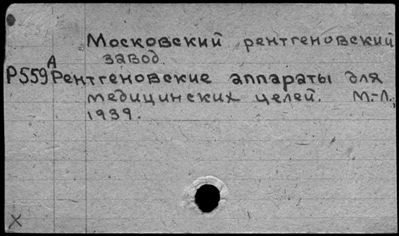 Московский рентгеновский
завод.
Р559 А Рентгеновские аппараты для
медицинских целей. М.-Л.,
1939.
X